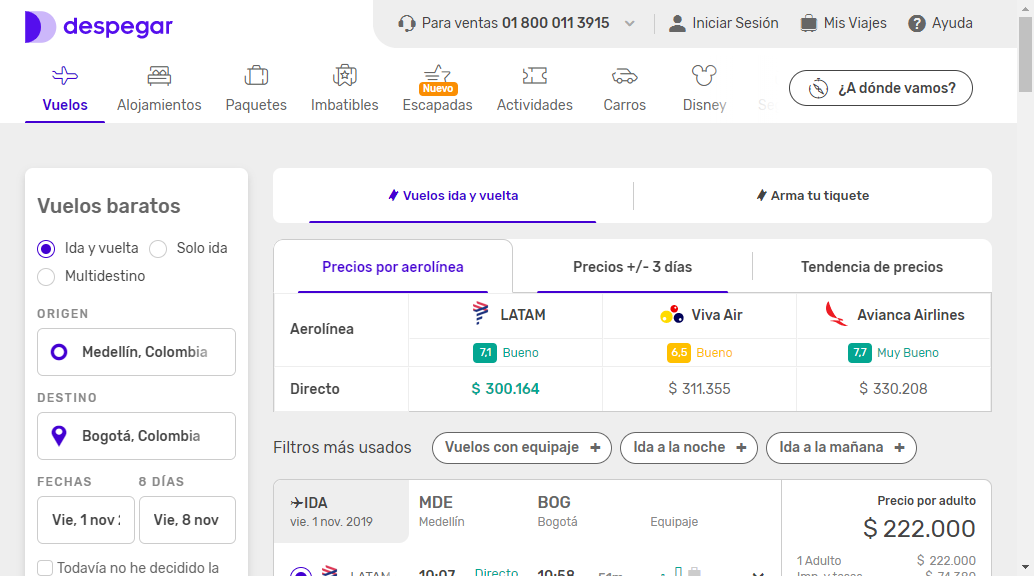 despegar
Para ventas 01 800 011 3915
Iniciar Sesión
Mis Viajes
Ayuda
Vuelos
Alojamientos
Paquetes
Imbatibles
Nuevo
Escapadas
Actividades
Carros
Disney
¿A dónde vamos?
Vuelos baratos
Ida y vuelta
Solo ida
Multidestino
ORIGEN
Medellín, Colombia
DESTINO
Bogotá, Colombia
FECHAS
8 DÍAS
Vie, 1 nov
Vie, 8 nov
Todavía no he decidido la
Vuelos ida y vuelta
Arma tu tiquete
Precios por aerolínea
Precios +/- 3 días
Tendencia de precios
Aerolínea
LATAM
Viva Air
Avianca Airlines
7,1 Bueno
6,5 Bueno
7,7 Muy Bueno
Directo
$ 300.164
$ 311.355
$ 330.208
Filtros más usados
Vuelos con equipaje +
Ida a la noche +
Ida a la mañana +
IDA
vie. 1 nov. 2019
MDE
Medellín
BOG
Bogotá
Equipaje
LATAM
10:07
Directo
10:58
51m
Precio por adulto
$ 222.000
1 Adulto
$ 222.000
Imp. y tasas
$ 74.380